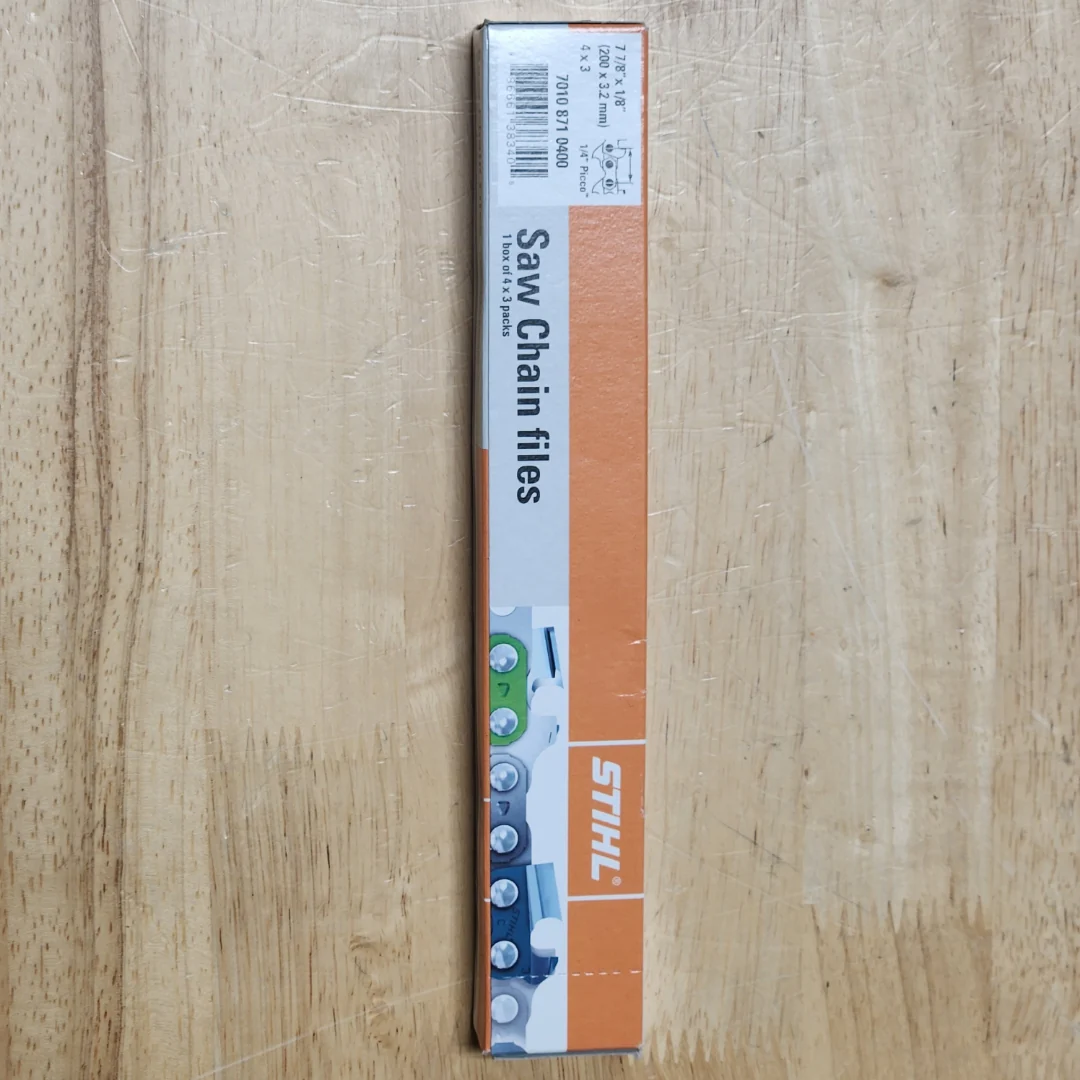 7 7/8" x 1/8"
(200 x 3.2 mm)
4 x 3
1/4" Picco™
7010 871 0400
Saw Chain files
1 box of 4 x 3 packs
STIHL®
STIHL